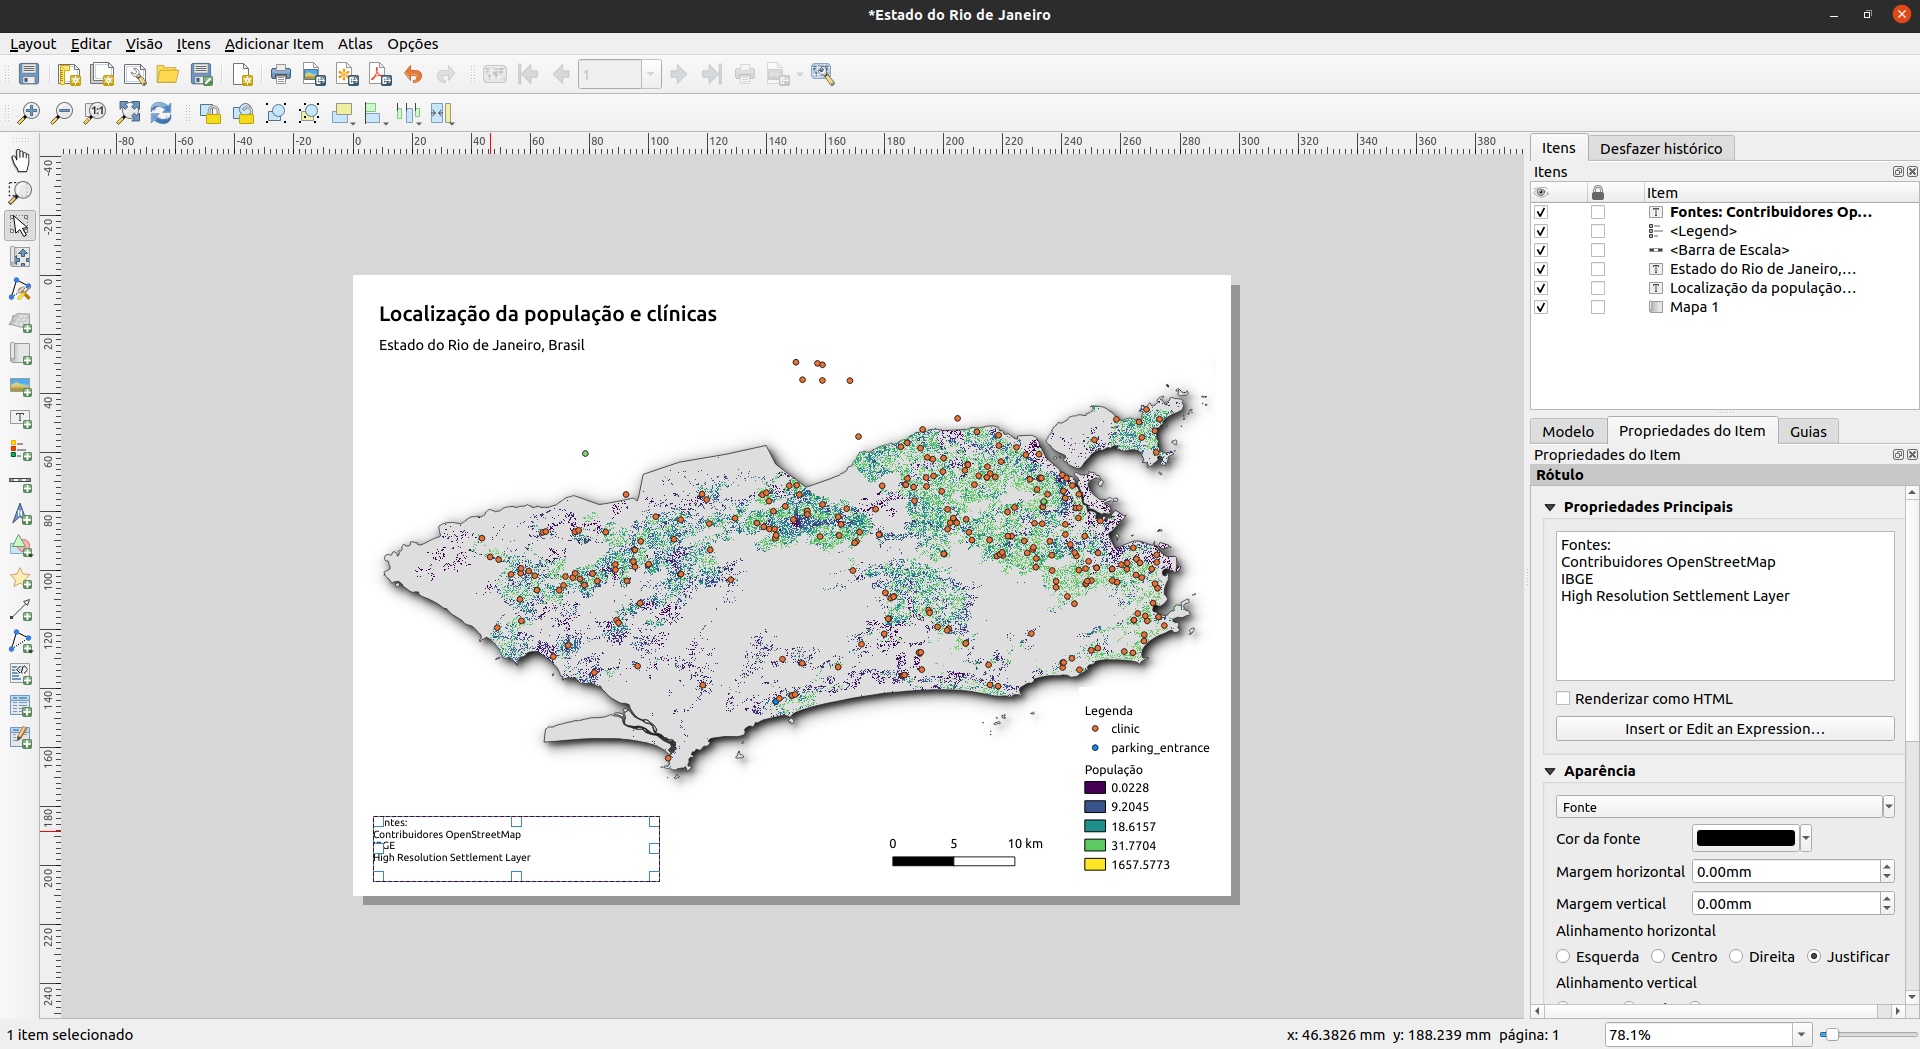 *Estado do Rio de Janeiro
Layout Editar Visão Itens Adicionar Item Atlas Opções
1
1:1
-80 -60 -40 -20 0 20 40 60 80 100 120 140 160 180 200 220 240 260 280 300 320 340 360 380
-40
-20
0
20
40
60
80
100
120
140
160
180
200
220
240
Localização da população e clínicas
Estado do Rio de Janeiro, Brasil
Legenda
clinic
parking_entrance
População
0.0228
9.2045
18.6157
31.7704
1657.5773
0 5 10 km
Contribuidores OpenStreetMap
High Resolution Settlement Layer
Itens Desfazer histórico
Itens
Item
Fontes: Contribuidores Op...
<Legend>
<Barra de Escala>
Estado do Rio de Janeiro,...
Localização da população...
Mapa 1
Modelo Propriedades do Item Guias
Propriedades do Item
Rótulo
Propriedades Principais
Fontes:
Contribuidores OpenStreetMap
IBGE
High Resolution Settlement Layer
Renderizar como HTML
Insert or Edit an Expression...
Aparência
Fonte
Cor da fonte
Margem horizontal 0.00mm
Margem vertical 0.00mm
Alinhamento horizontal
Esquerda Centro Direita Justificar
Alinhamento vertical
1 item selecionado
x: 46.3826 mm y: 188.239 mm página: 1
78.1%